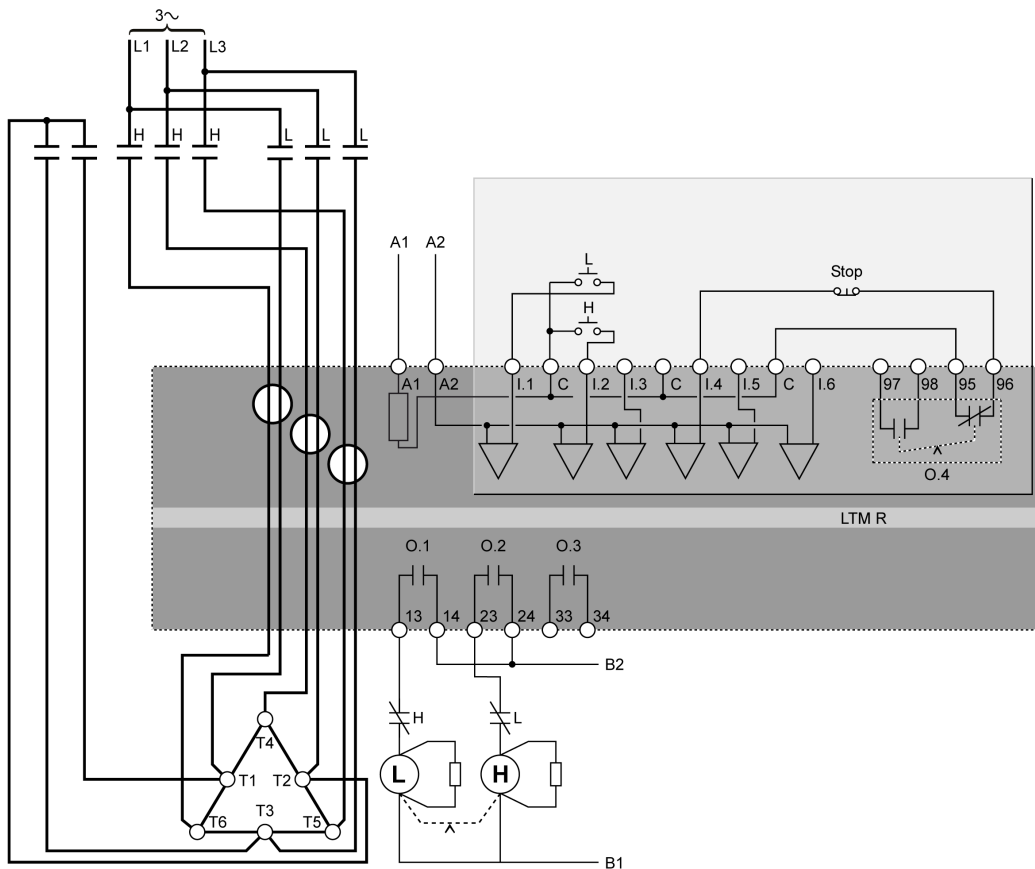 3~
L1 L2 L3
H H H L L L
A1 A2
L
H
Stop
A1 A2 I.1 C I.2 I.3 C I.4 I.5 C I.6 97 98 95 96
O.4
LTM R
O.1 O.2 O.3
13 14 23 24 33 34
B2
H L
L H
T4
T1 T2
T3
T6 T5
B1